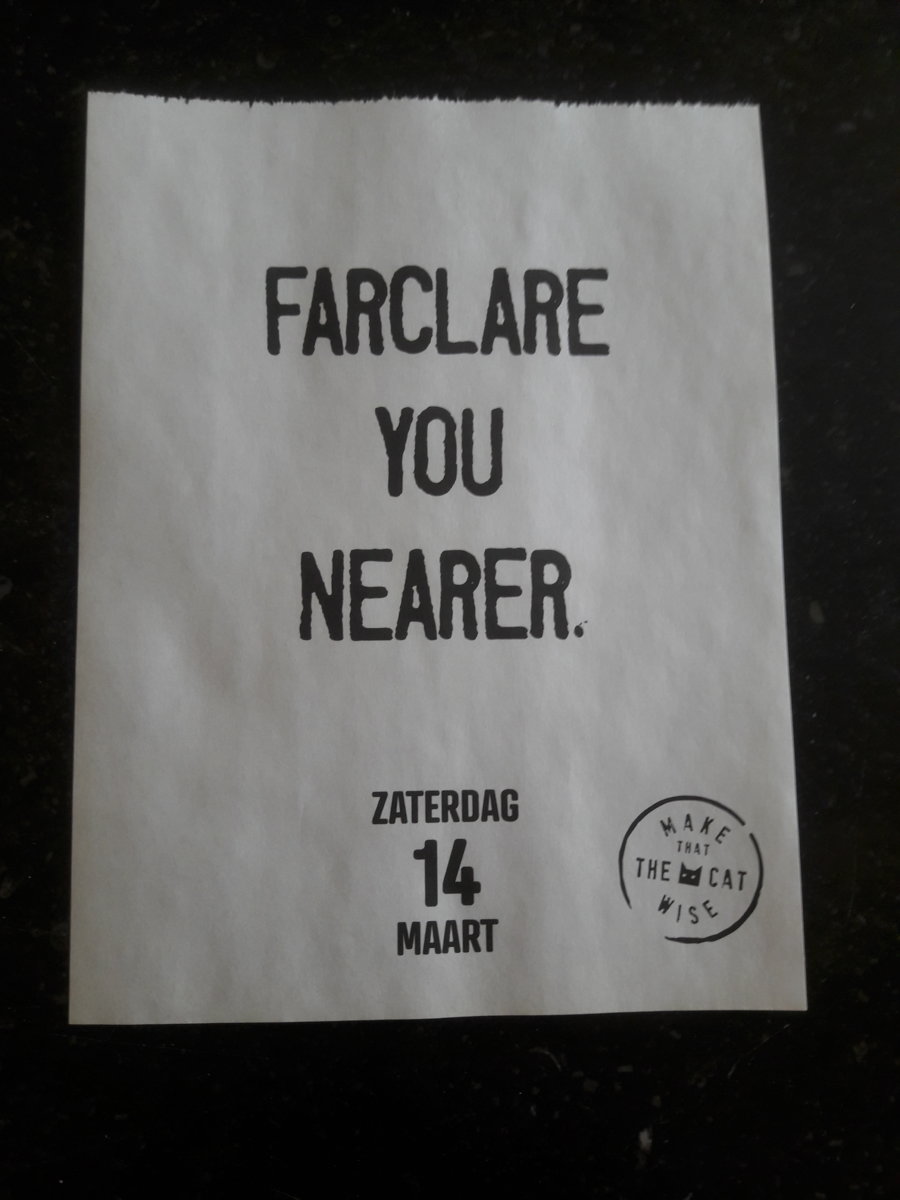 FARCLARE
YOU
NEARER.
ZATERDAG
14
MAART
MAKE
THAT
THE CAT
WISE